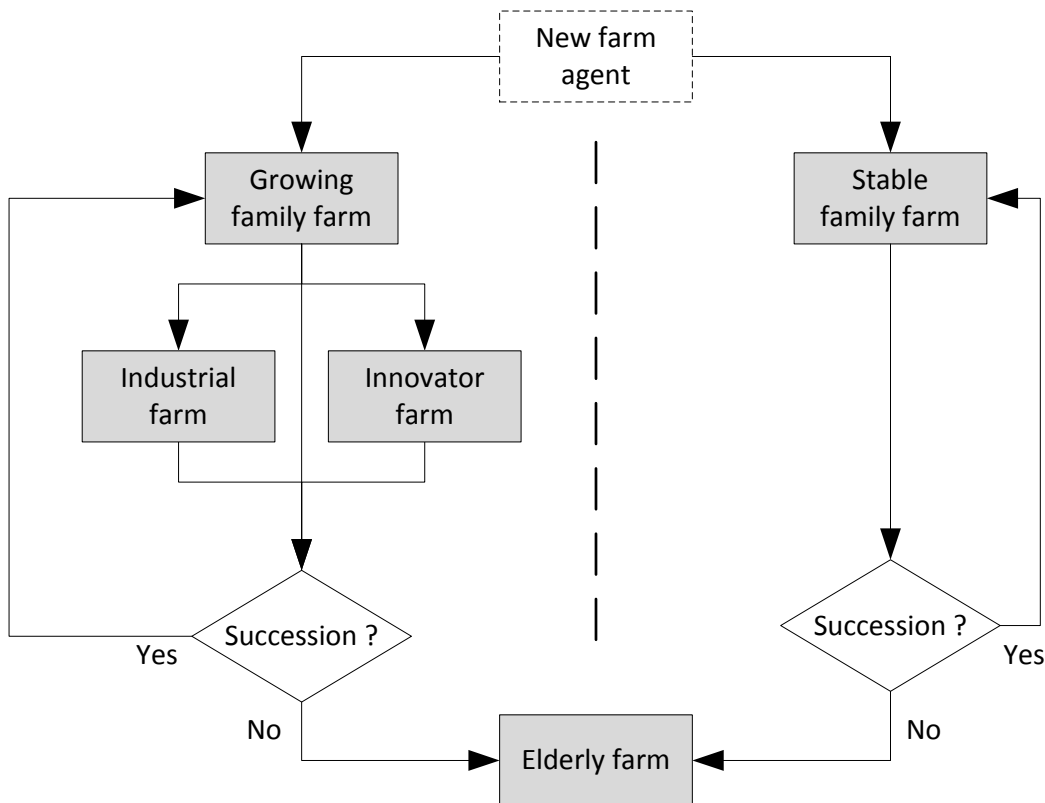 New farm
agent
Growing
family farm
Stable
family farm
Industrial
farm
Innovator
farm
Succession ?
Yes
No
Succession ?
Yes
No
Elderly farm